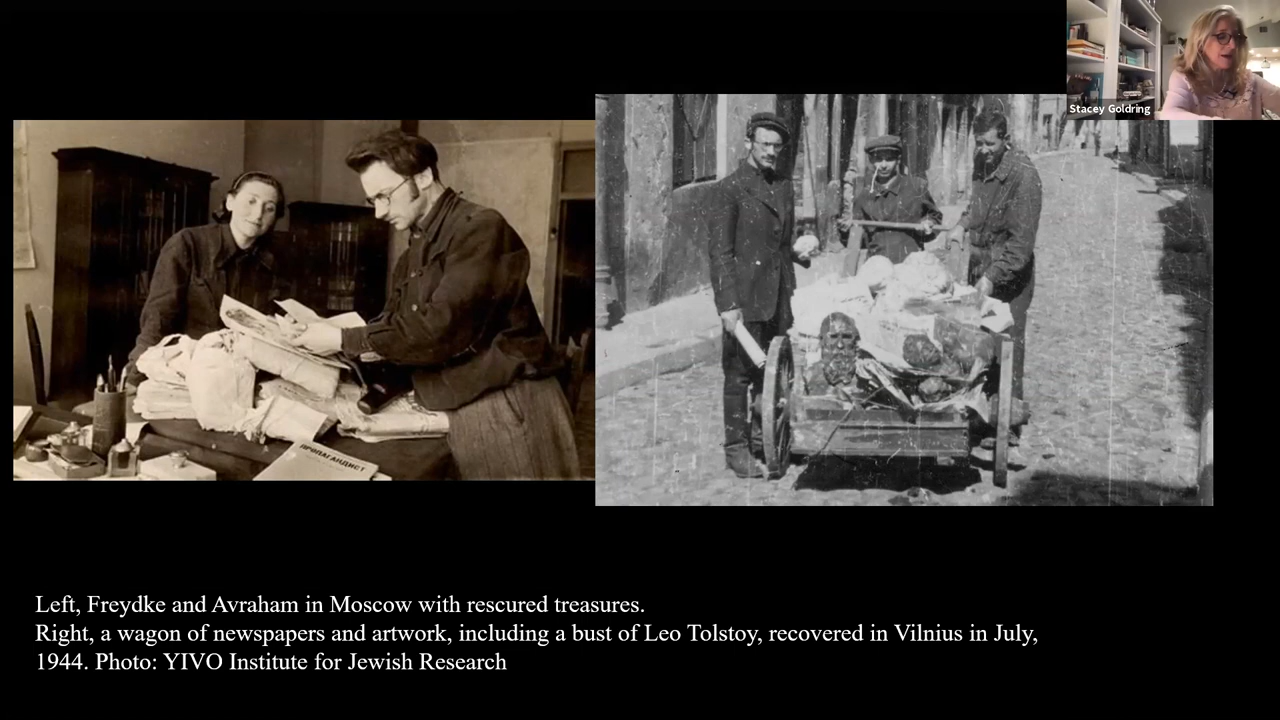 Stacey Goldring
ПРОПАГАНДИСТ
Left, Freydke and Avraham in Moscow with rescured treasures.
Right, a wagon of newspapers and artwork, including a bust of Leo Tolstoy, recovered in Vilnius in July,
1944. Photo: YIVO Institute for Jewish Research